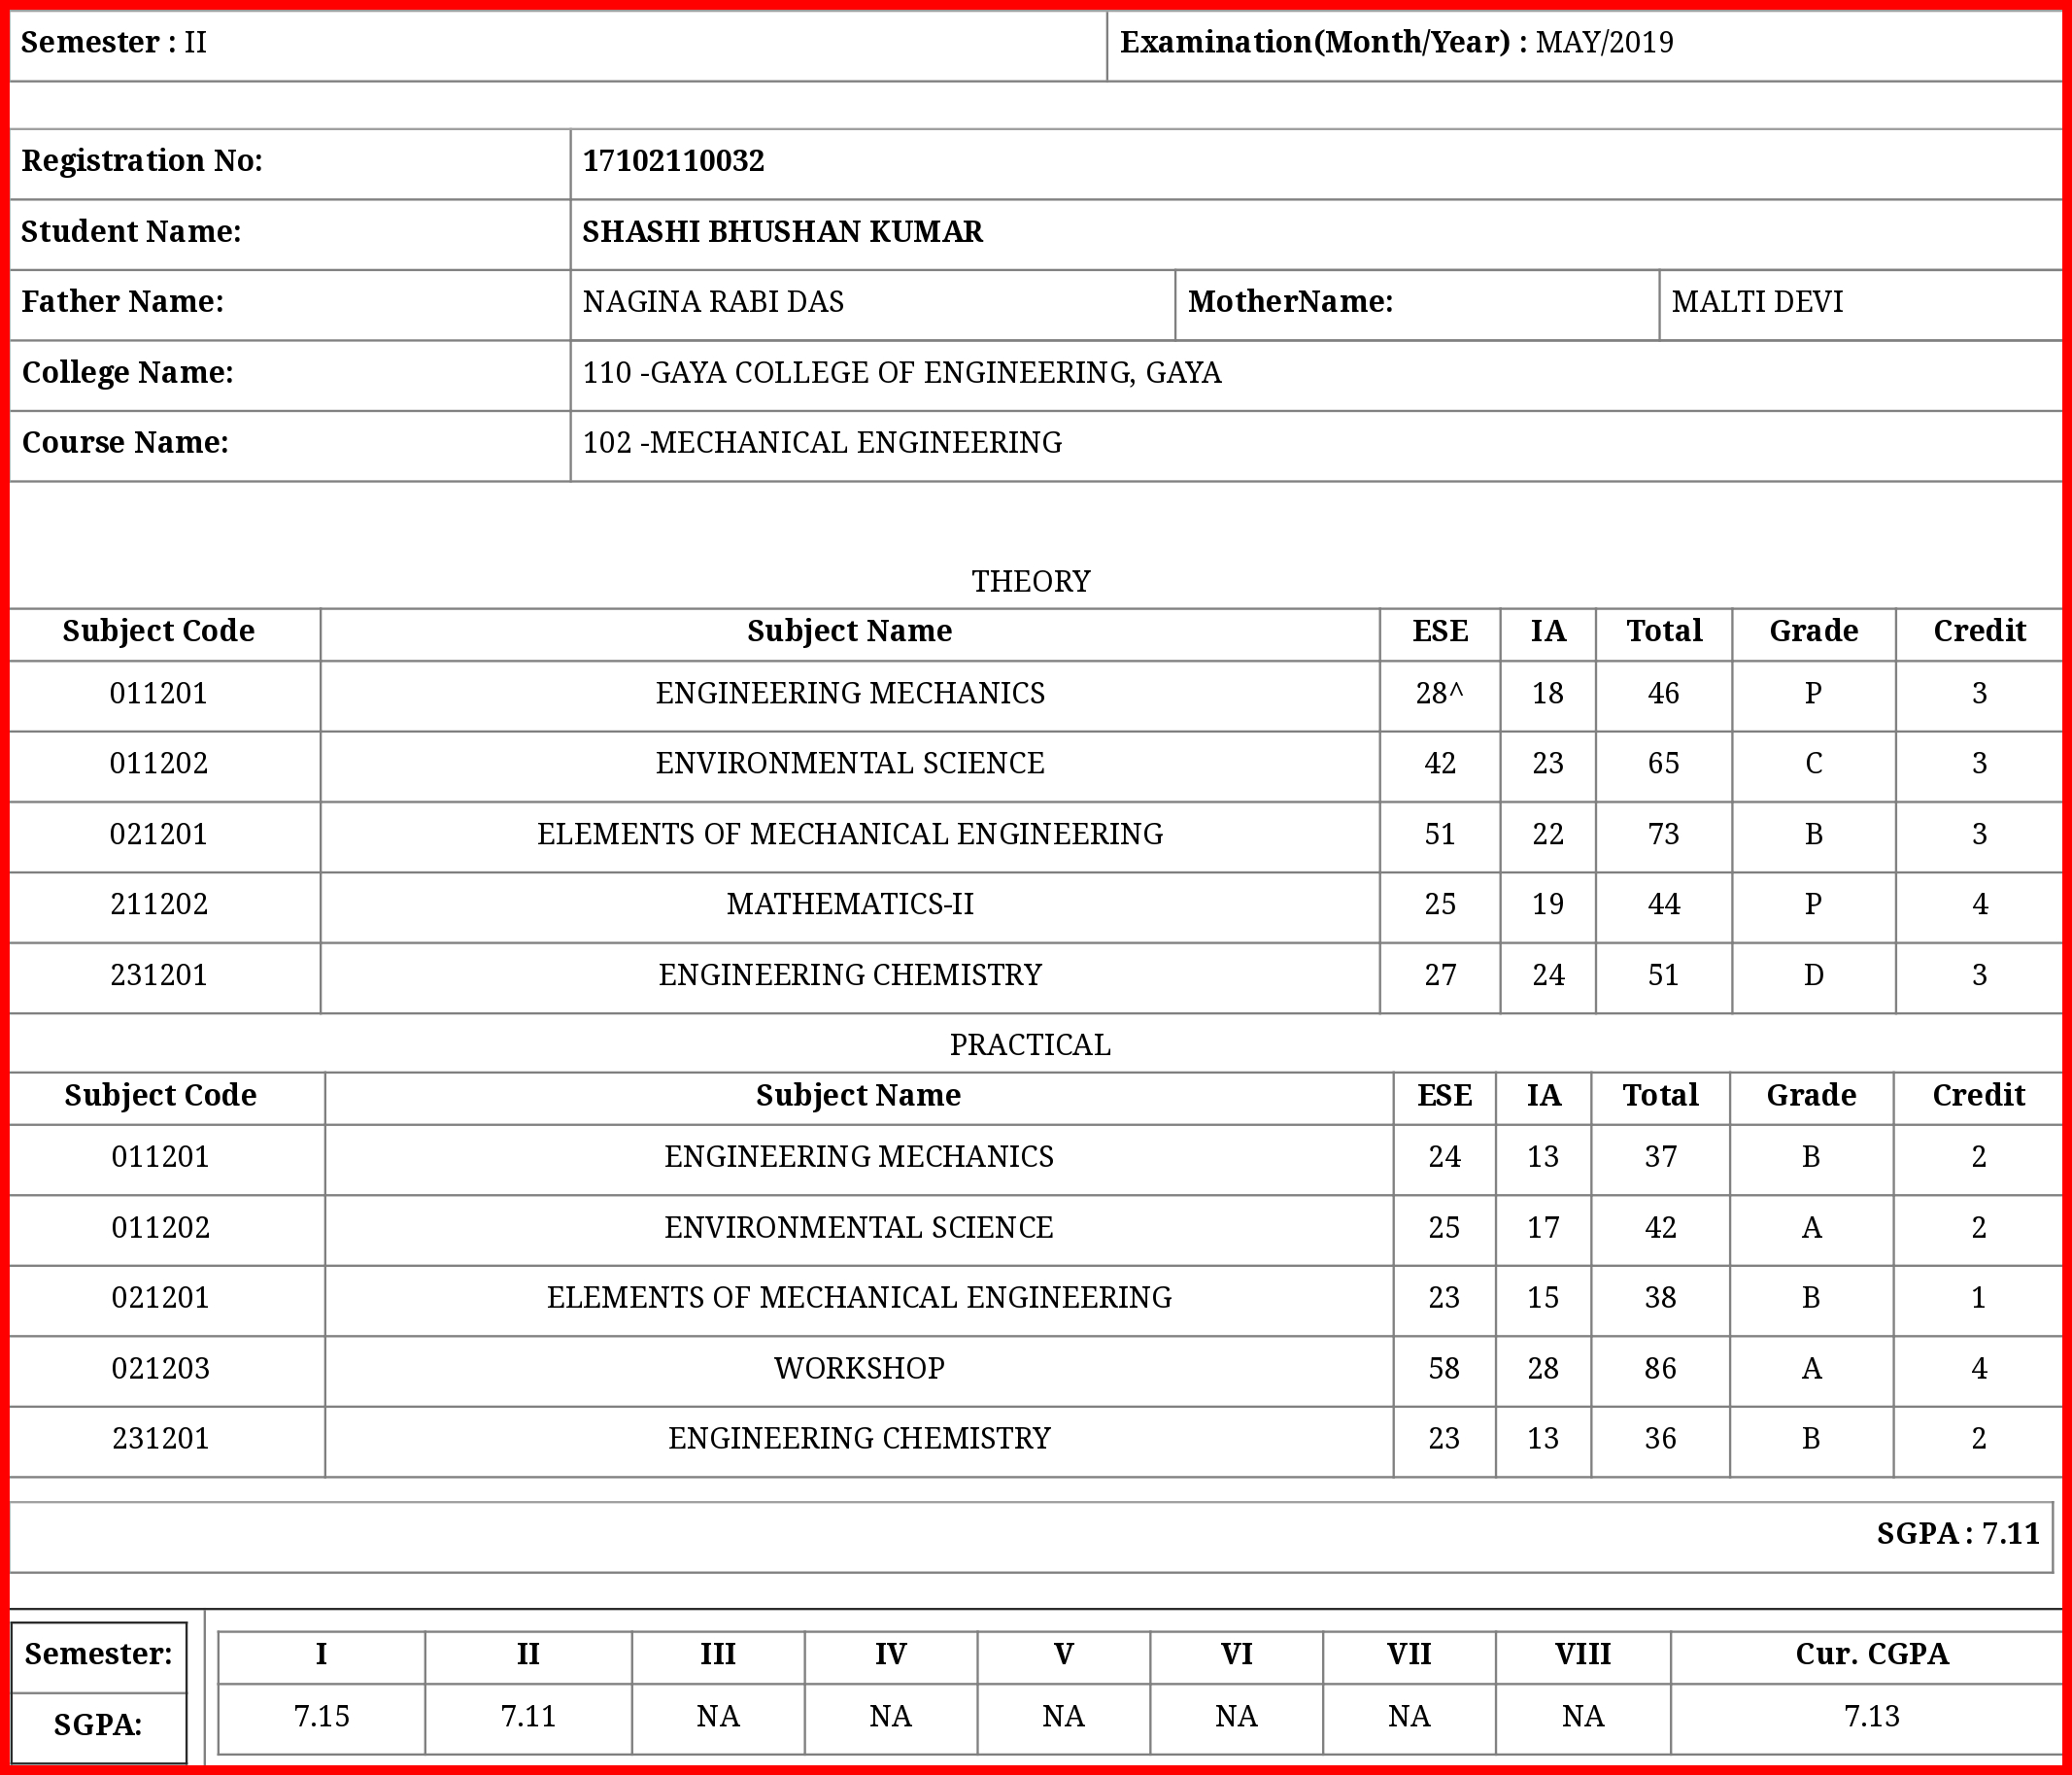 Semester : II Examination(Month/Year) : MAY/2019
Registration No: 17102110032
Student Name: SHASHI BHUSHAN KUMAR
Father Name: NAGINA RABI DAS MotherName: MALTI DEVI
College Name: 110 -GAYA COLLEGE OF ENGINEERING, GAYA
Course Name: 102 -MECHANICAL ENGINEERING
THEORY
Subject Code Subject Name ESE IA Total Grade Credit
011201 ENGINEERING MECHANICS 28^ 18 46 P 3
011202 ENVIRONMENTAL SCIENCE 42 23 65 C 3
021201 ELEMENTS OF MECHANICAL ENGINEERING 51 22 73 B 3
211202 MATHEMATICS-II 25 19 44 P 4
231201 ENGINEERING CHEMISTRY 27 24 51 D 3
PRACTICAL
Subject Code Subject Name ESE IA Total Grade Credit
011201 ENGINEERING MECHANICS 24 13 37 B 2
011202 ENVIRONMENTAL SCIENCE 25 17 42 A 2
021201 ELEMENTS OF MECHANICAL ENGINEERING 23 15 38 B 1
021203 WORKSHOP 58 28 86 A 4
231201 ENGINEERING CHEMISTRY 23 13 36 B 2
SGPA : 7.11
Semester: I II III IV V VI VII VIII Cur. CGPA
SGPA: 7.15 7.11 NA NA NA NA NA NA 7.13